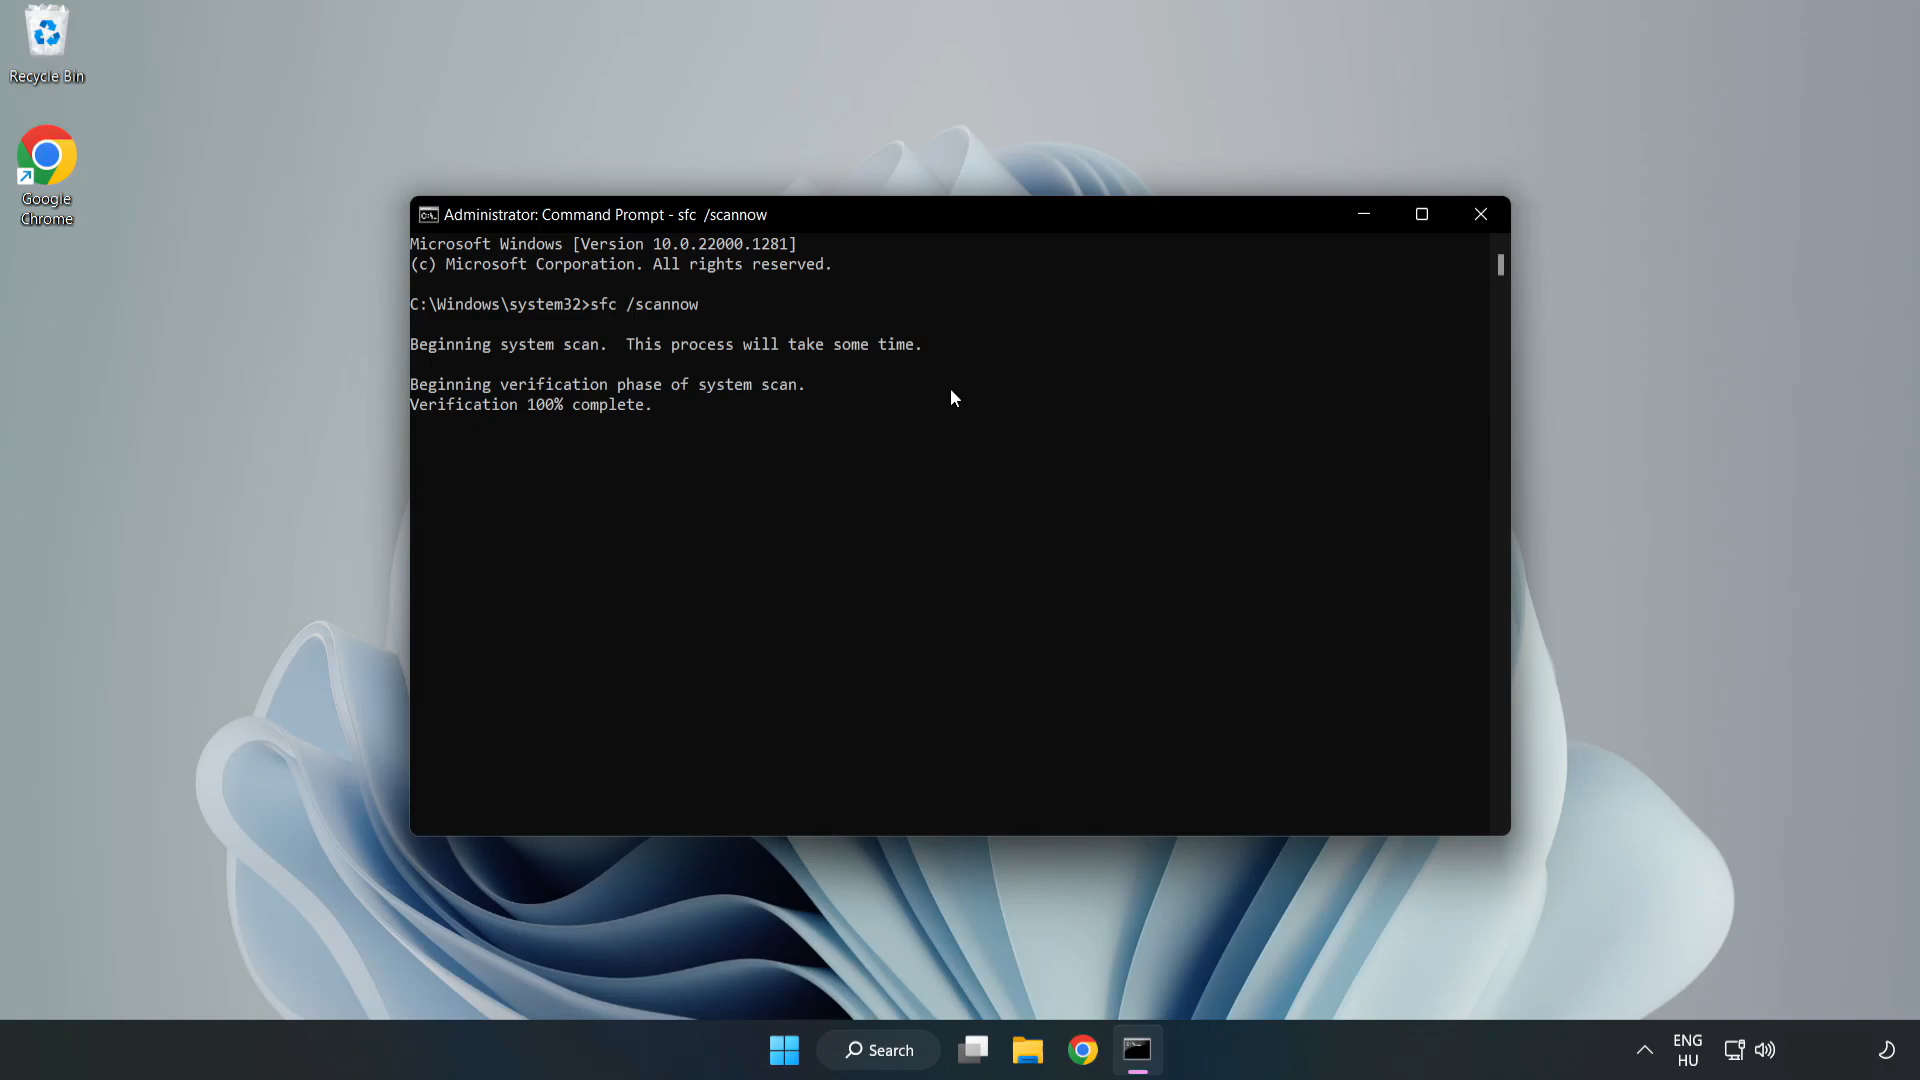 Recycle Bin
Google
Chrome
Administrator: Command Prompt - sfc  /scannow
Microsoft Windows [Version 10.0.22000.1281]
(c) Microsoft Corporation. All rights reserved.
C:\Windows\system32>sfc /scannow
Beginning system scan.  This process will take some time.
Beginning verification phase of system scan.
Verification 100% complete.
Search
ENG
HU